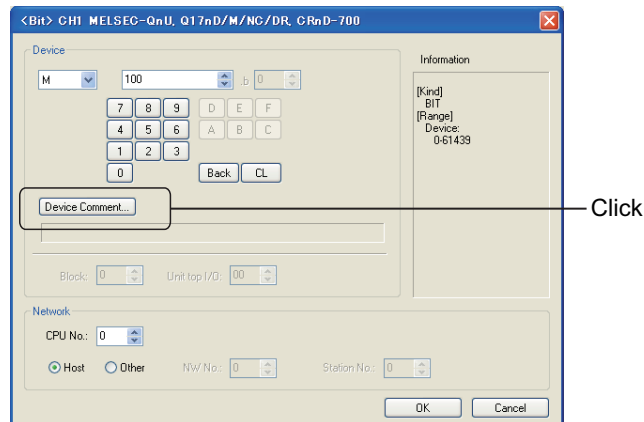 <Bit> CH1 MELSEC-QnU, Q17nD/M/NC/DR, CRnD-700
Device
M 100 .b 0
7 8 9 D E F
4 5 6 A B C
1 2 3
0 Back CL
Device Comment...
Block: 0 Unit top I/O: 00
Information
[Kind]
BIT
[Range]
Device:
0-61439
Click
Network
CPU No.: 0
Host Other NW No.: 0 Station No.: 0
OK Cancel